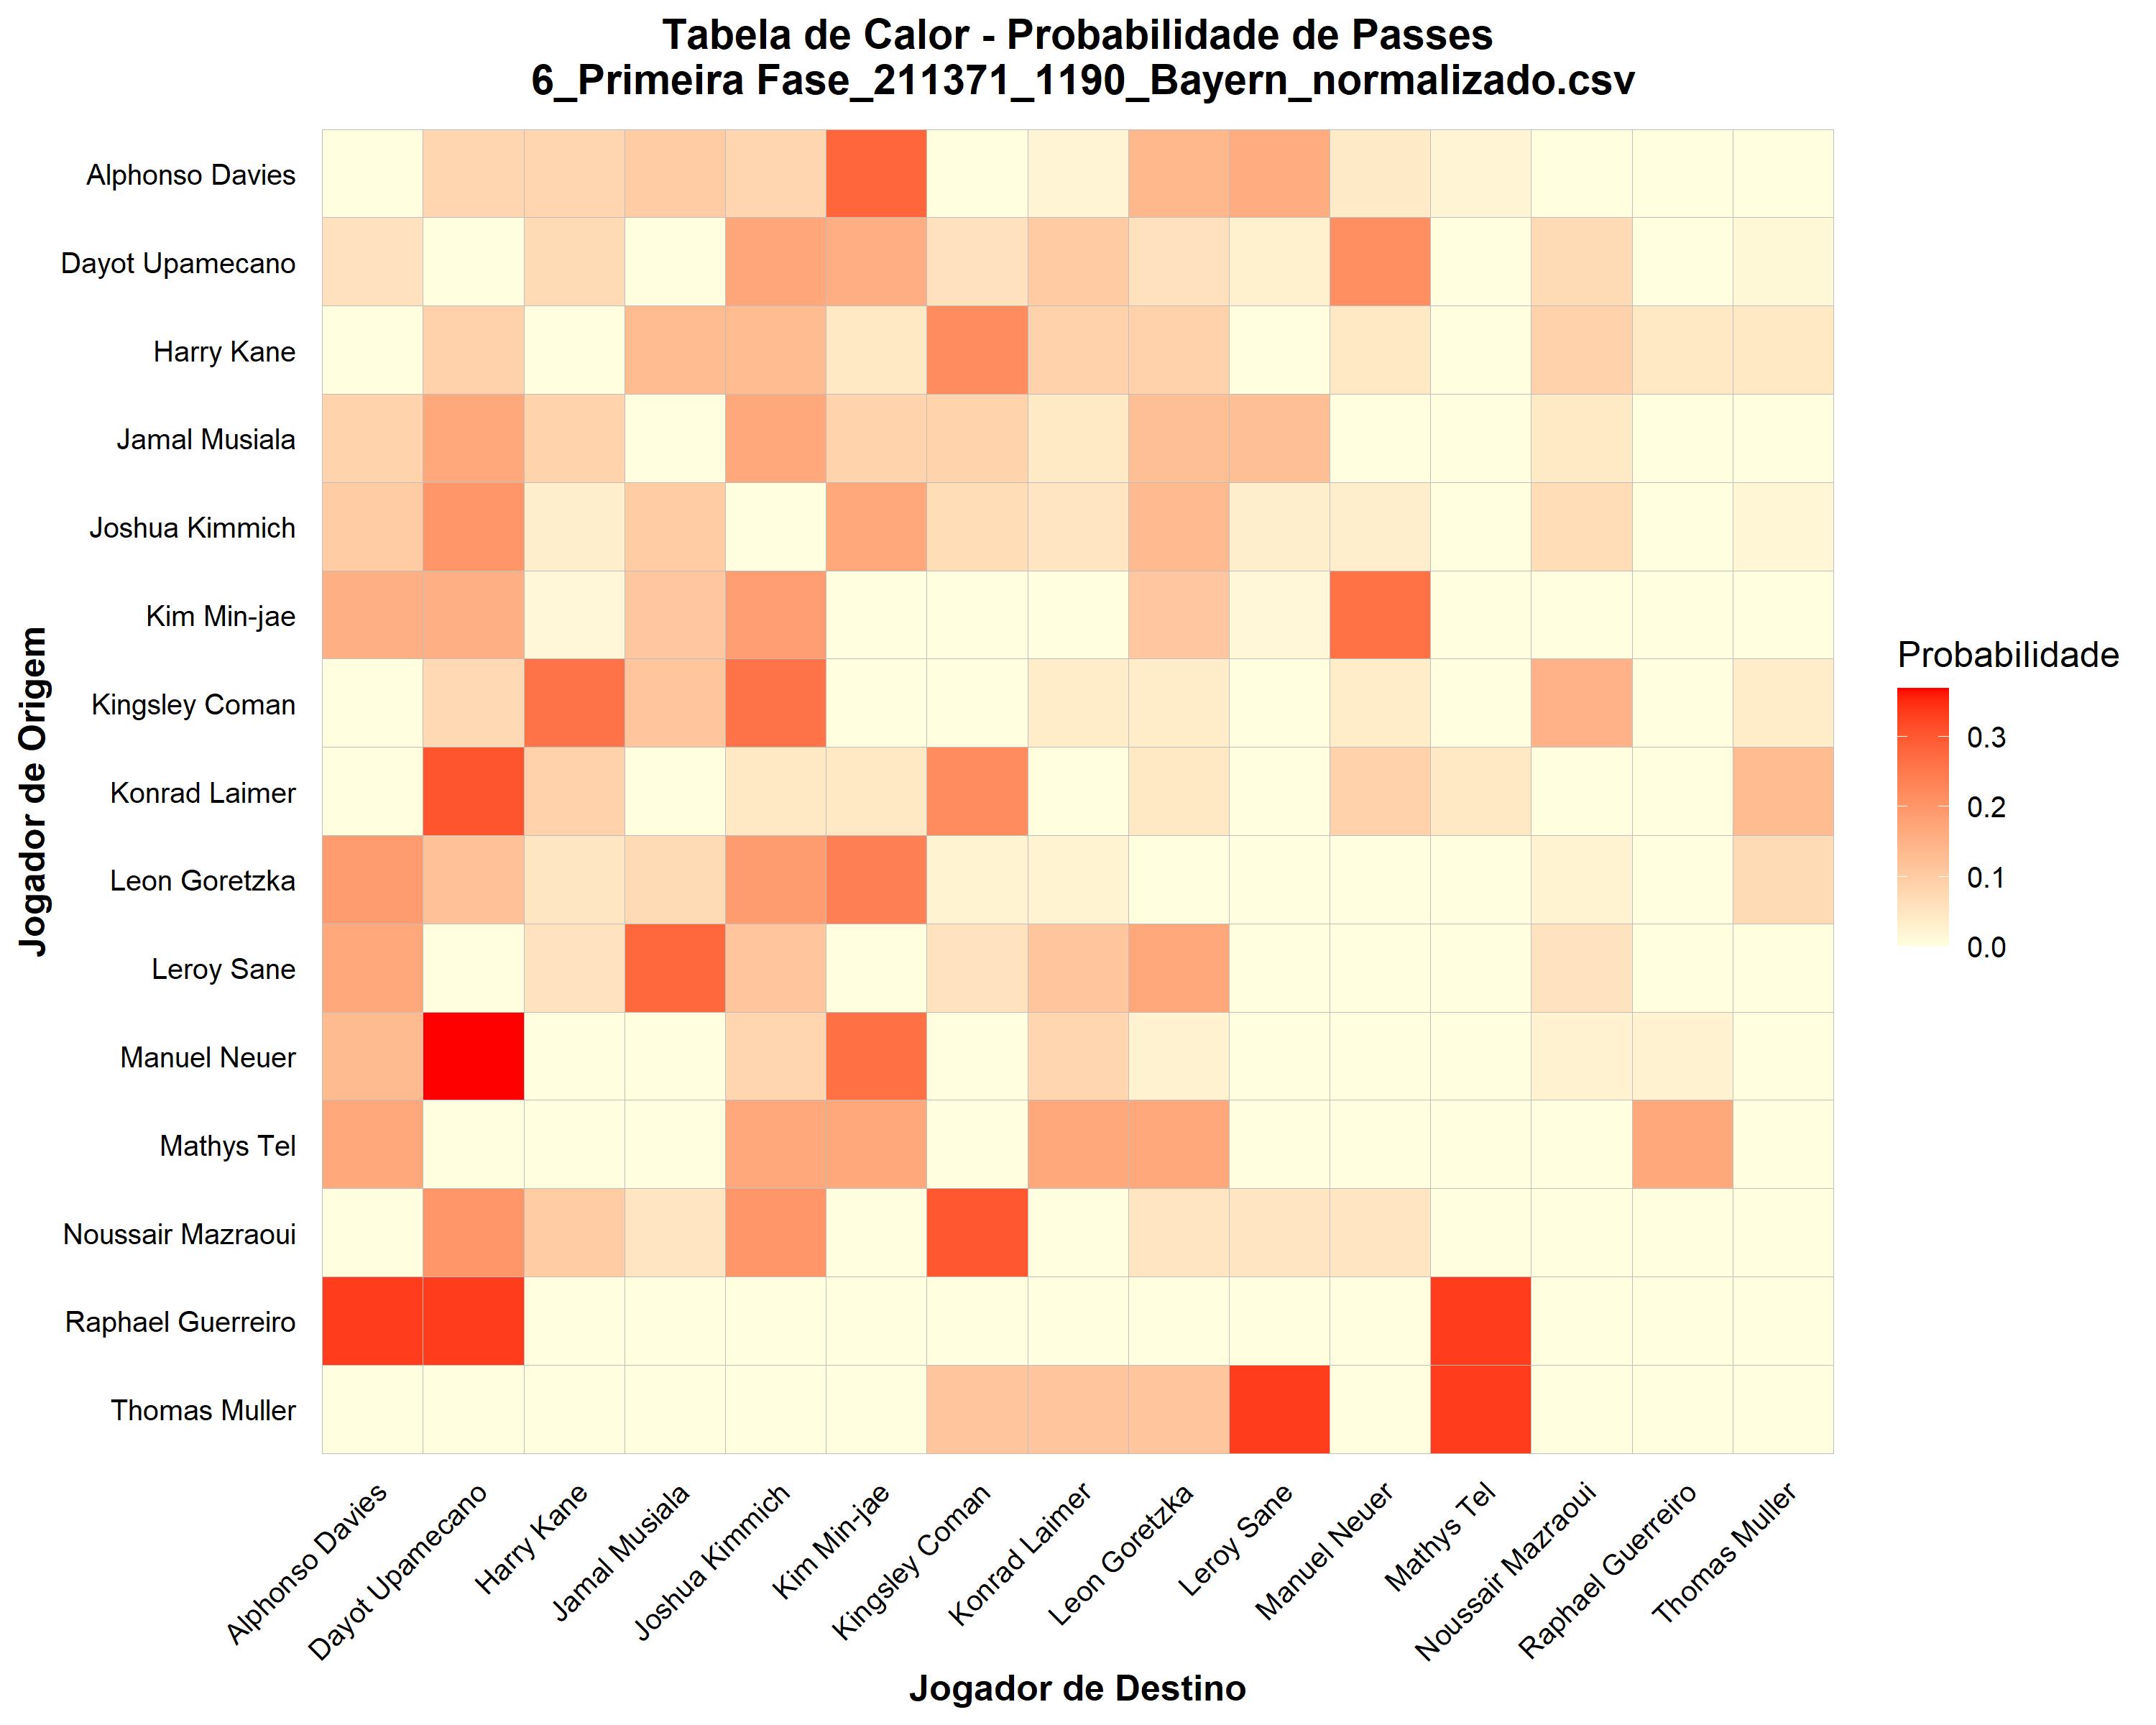 Tabela de Calor - Probabilidade de Passes
6_Primeira Fase_211371_1190_Bayern_normalizado.csv
Jogador de Origem
Alphonso Davies
Dayot Upamecano
Harry Kane
Jamal Musiala
Joshua Kimmich
Kim Min-jae
Kingsley Coman
Konrad Laimer
Leon Goretzka
Leroy Sane
Manuel Neuer
Mathys Tel
Noussair Mazraoui
Raphael Guerreiro
Thomas Muller
Alphonso Davies
Dayot Upamecano
Harry Kane
Jamal Musiala
Joshua Kimmich
Kim Min-jae
Kingsley Coman
Konrad Laimer
Leon Goretzka
Leroy Sane
Manuel Neuer
Mathys Tel
Noussair Mazraoui
Raphael Guerreiro
Thomas Muller
Jogador de Destino
Probabilidade
0.3
0.2
0.1
0.0